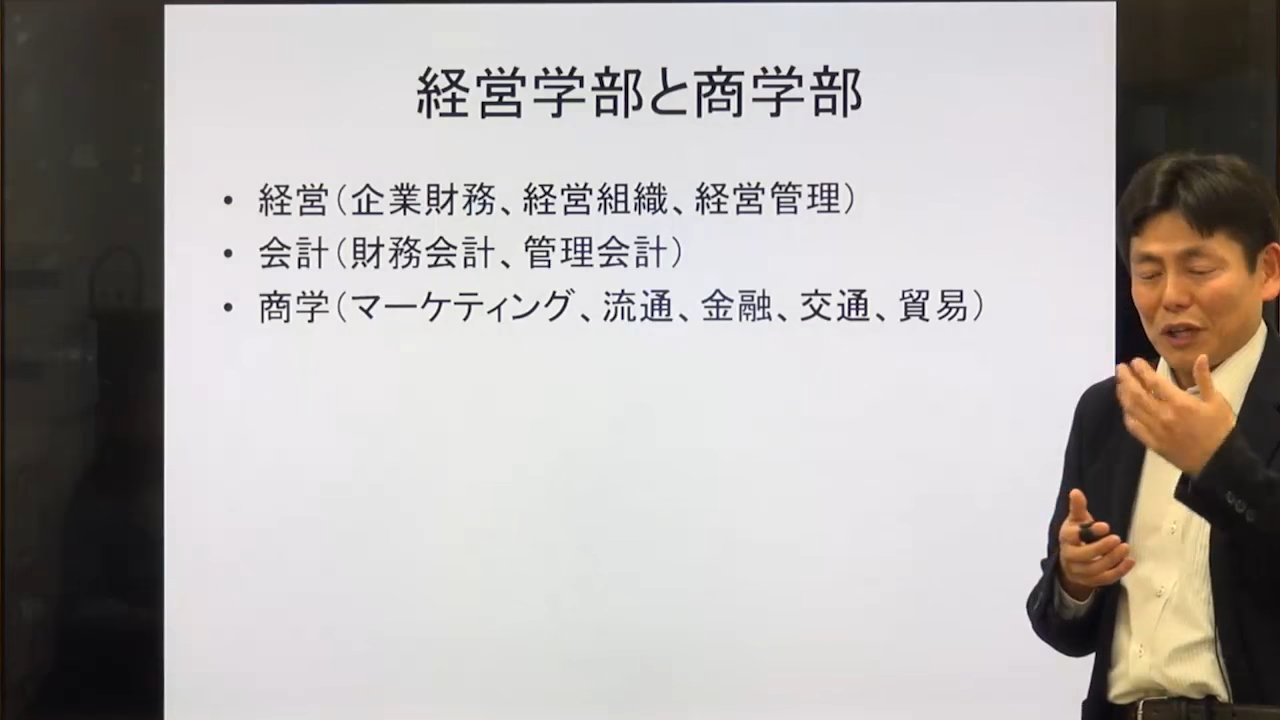 経営学部と商学部
• 経営(企業財務、経営組織、経営管理)
• 会計(財務会計、管理会計)
• 商学(マーケティング、流通、金融、交通、貿易)